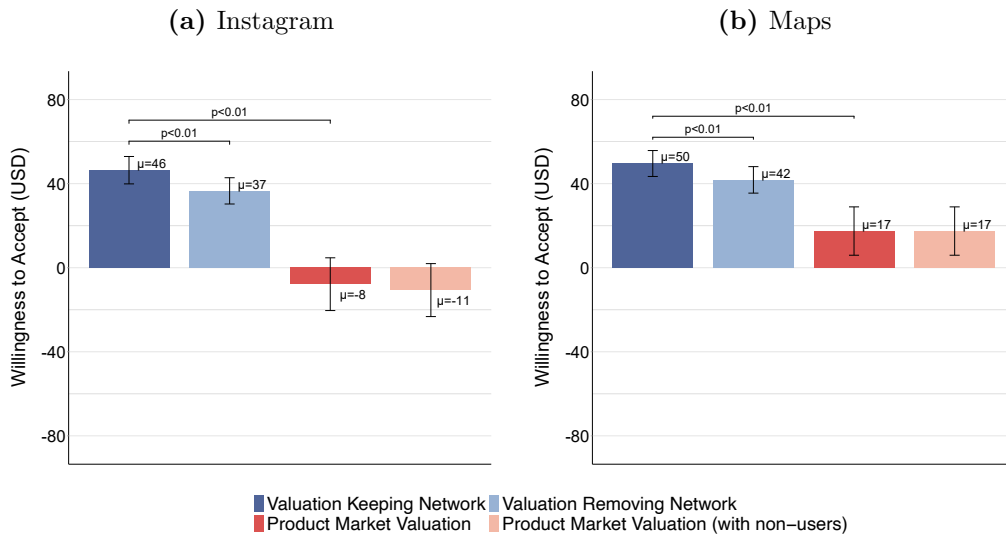 (a) Instagram
Willingness to Accept (USD)
80
40
0
-40
-80
p<0.01
p<0.01
μ=46
μ=37
μ=-8
μ=-11
(b) Maps
Willingness to Accept (USD)
80
40
0
-40
-80
p<0.01
p<0.01
μ=50
μ=42
μ=17
μ=17
Valuation Keeping Network Valuation Removing Network
Product Market Valuation Product Market Valuation (with non-users)